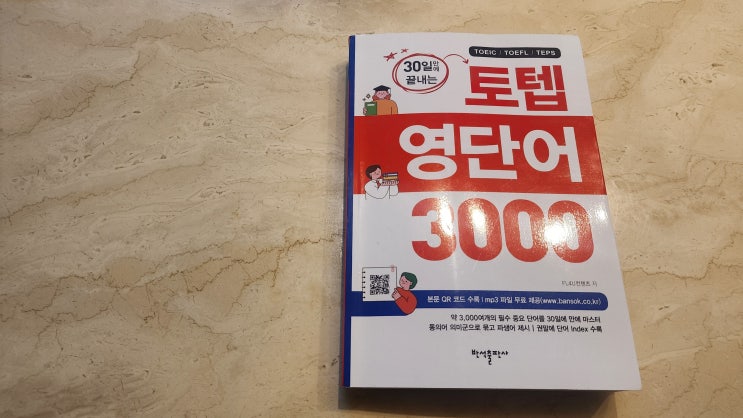 TOEIC / TOEFL / TEPS
30일만에
끝내는
토텝
영단어
3000
본문 QR 코드 수록 | mp3 파일 무료 제공(www.bansok.co.kr)
약 3,000여개의 필수 중요 단어를 30일에 만에 마스터
동의어 의미군으로 묶고 파생어 제시 | 권말에 단어 index 수록
반석출판사